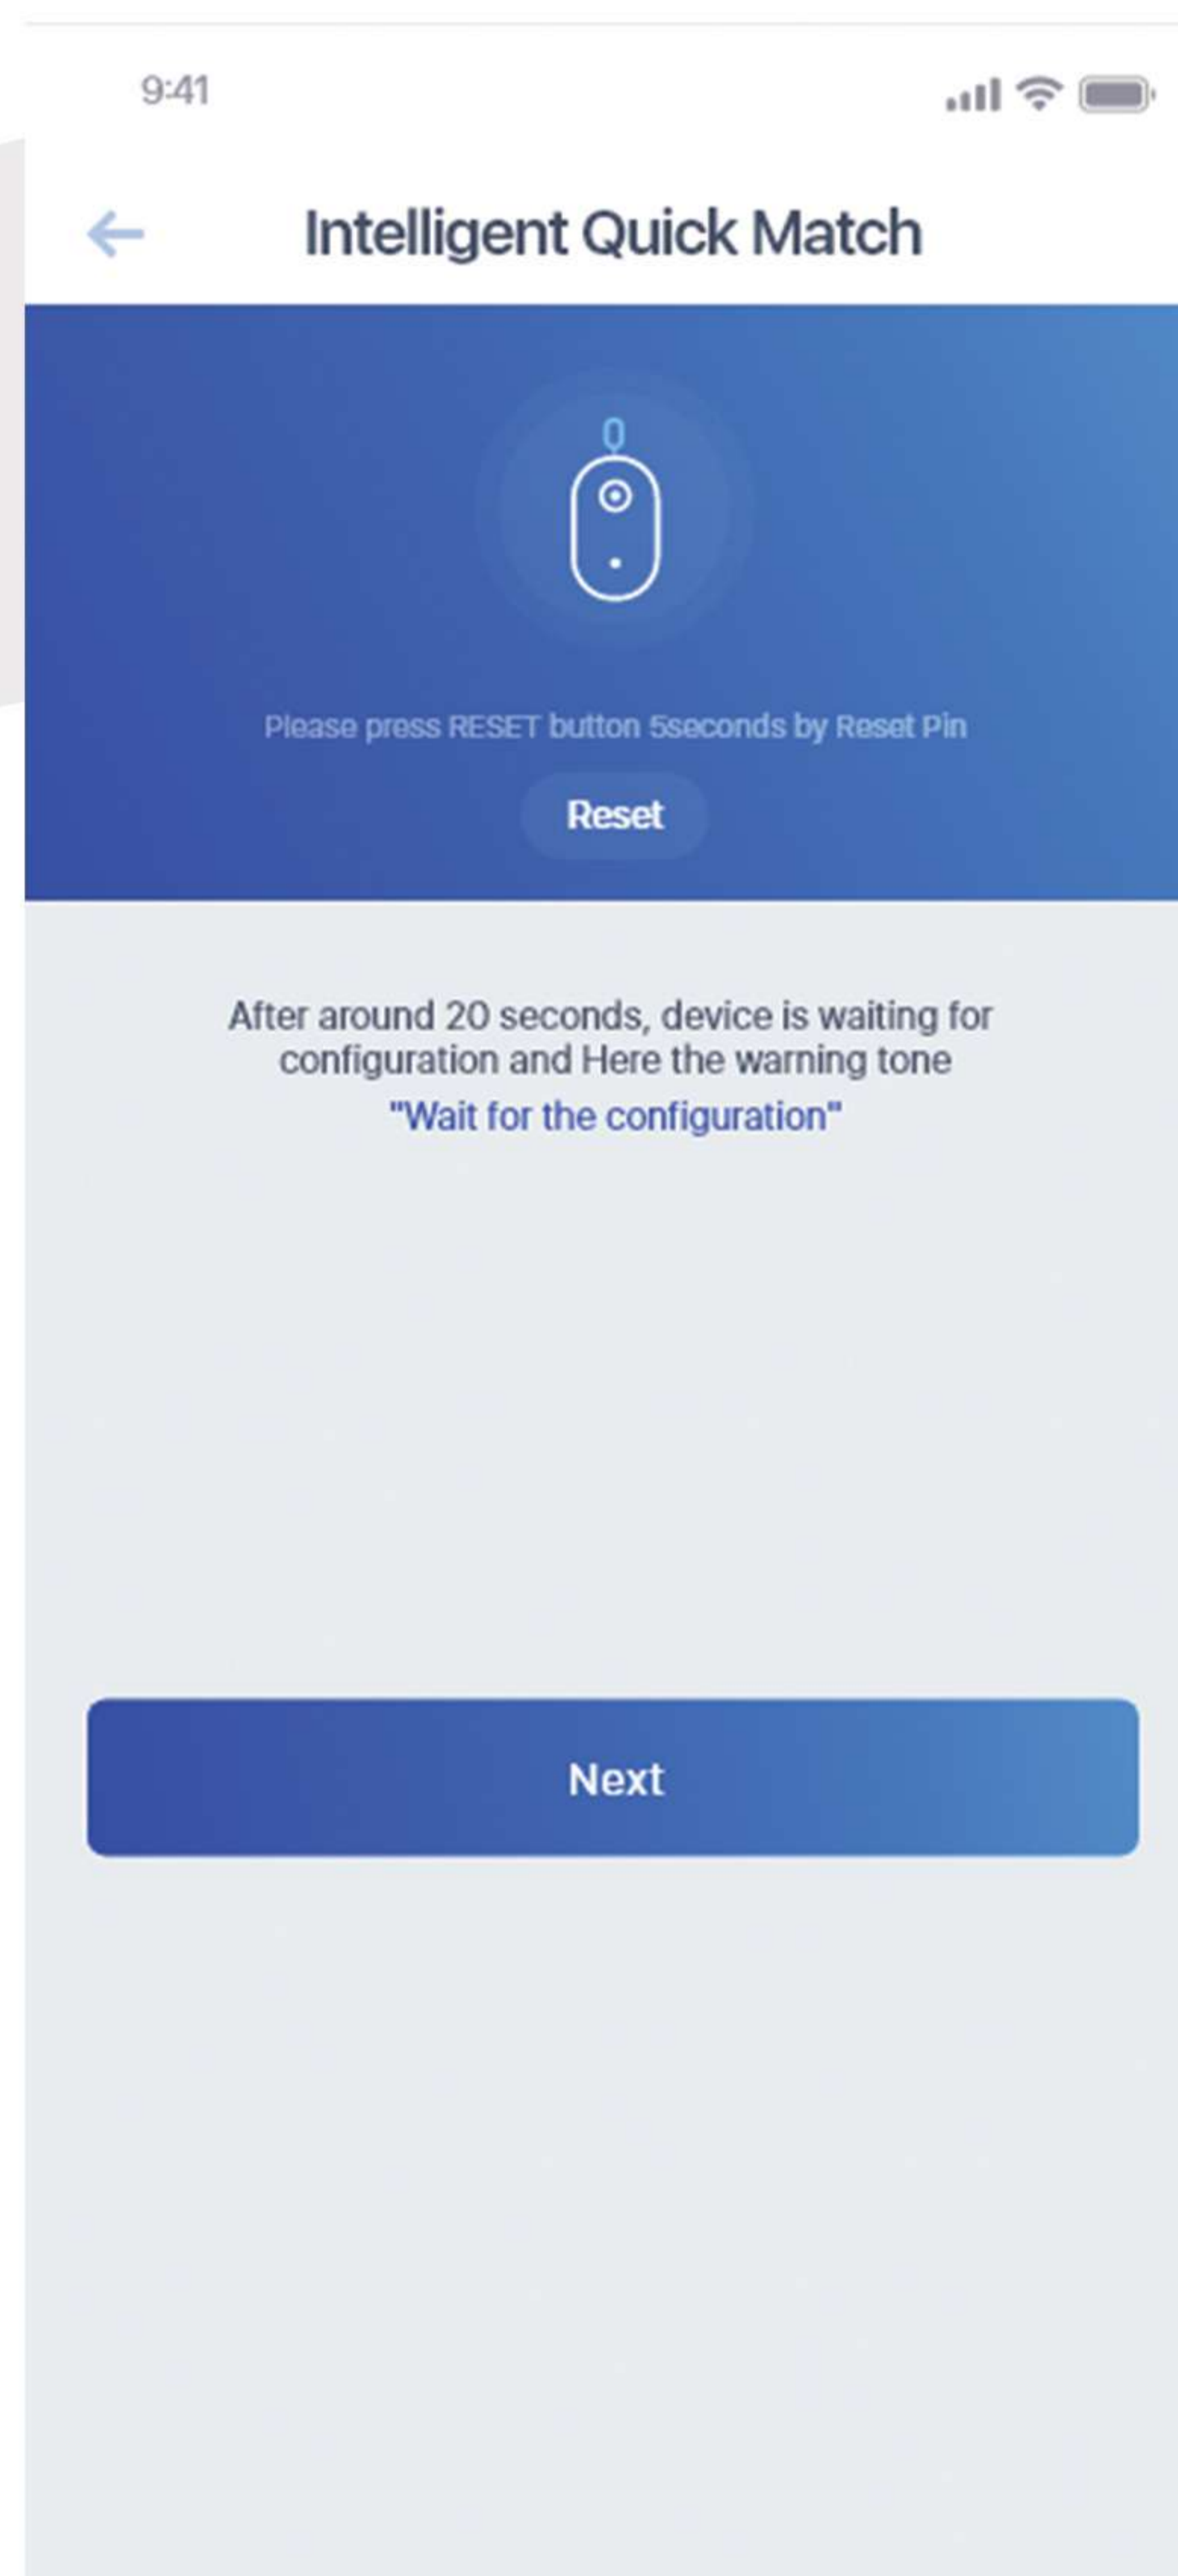 9:41
Intelligent Quick Match
Please press RESET button 5seconds by Reset Pin
Reset
After around 20 seconds, device is waiting for
configuration and Here the warning tone
"Wait for the configuration"
Next